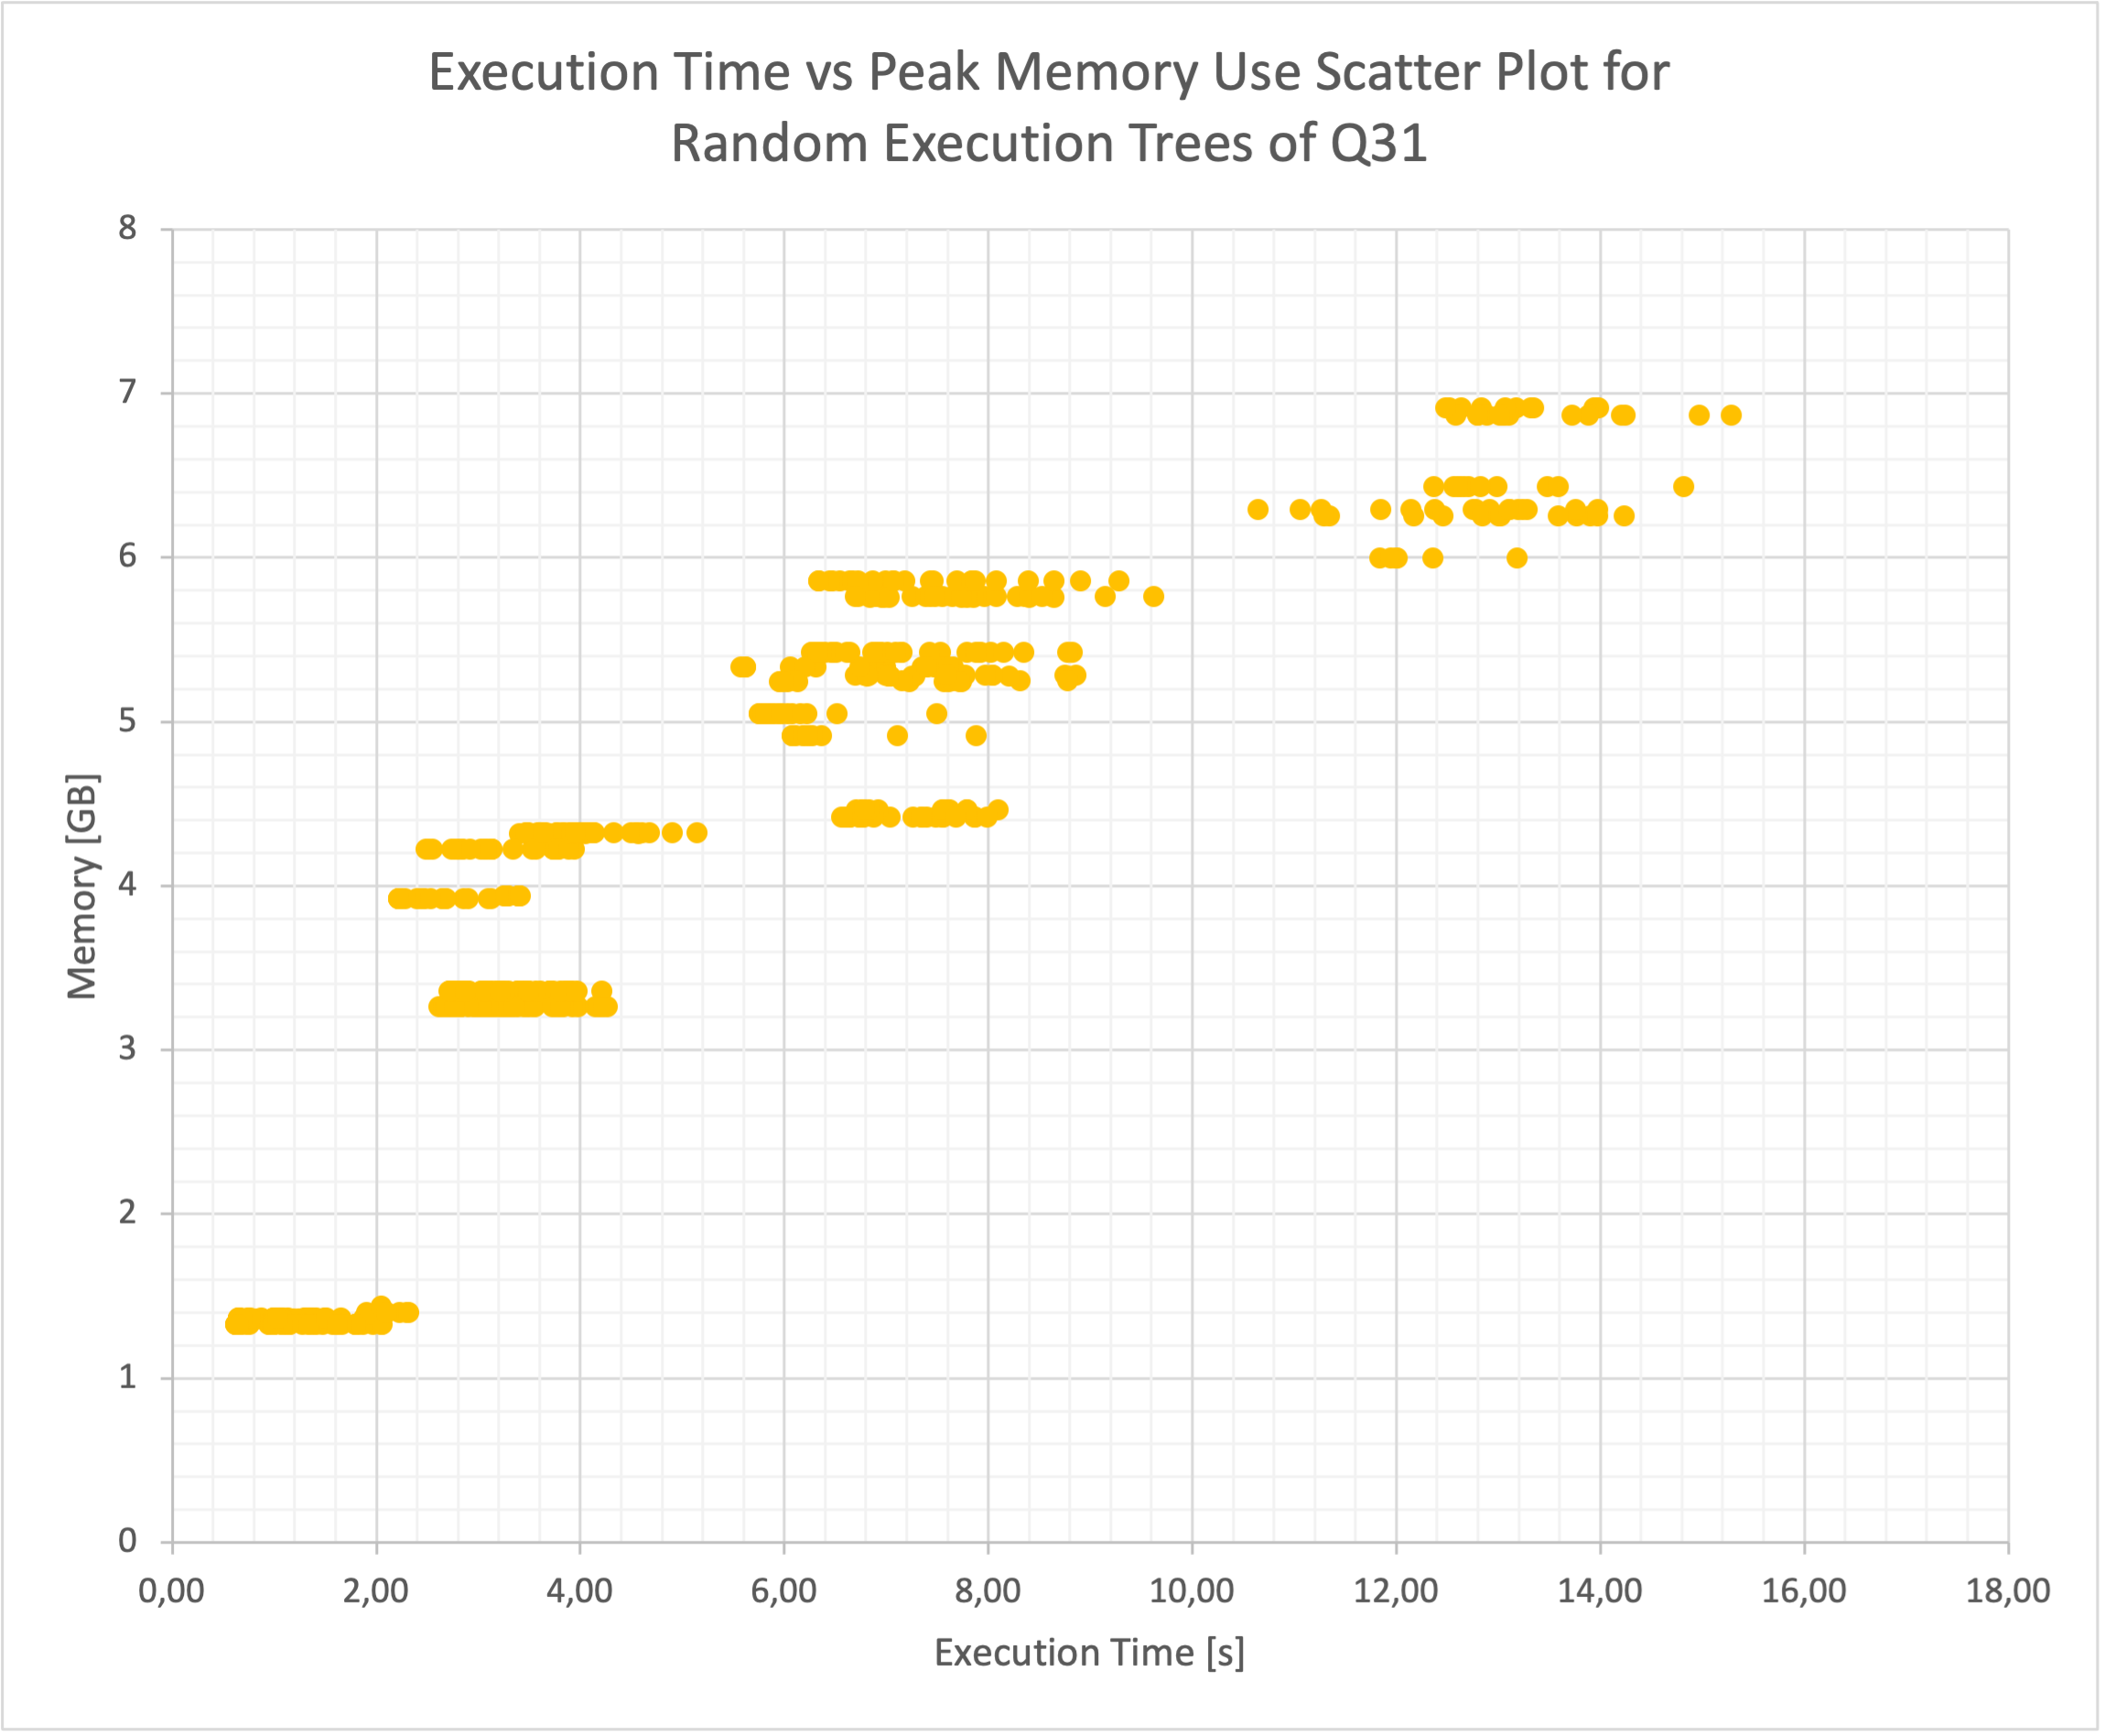 Execution Time vs Peak Memory Use Scatter Plot for
Random Execution Trees of Q31
8
7
6
5
4
3
2
1
0
Memory [GB]
0,00 2,00 4,00 6,00 8,00 10,00 12,00 14,00 16,00 18,00
Execution Time [s]